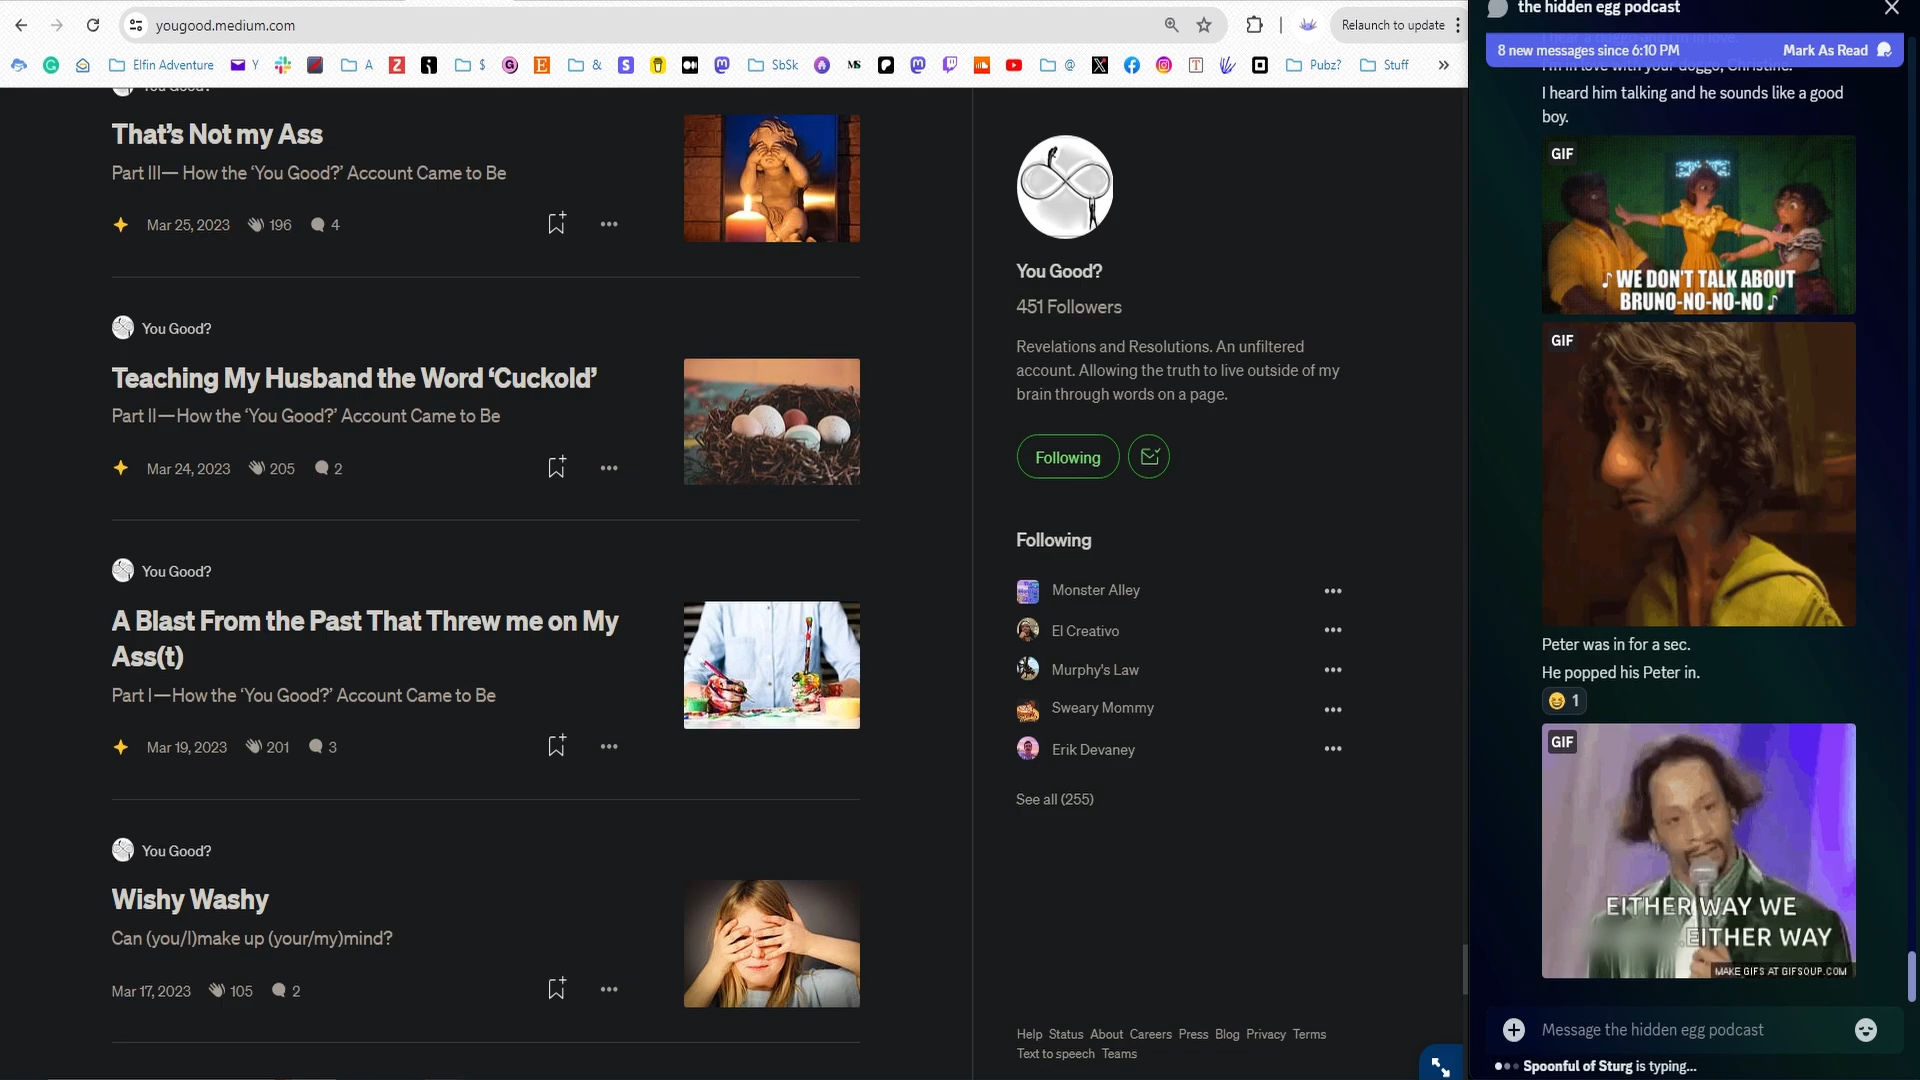 yougood.medium.com
Relaunch to update
Elfin Adventure
Y
A
$
&
SbSk
@
Pubz?
Stuff
You Good?
That's Not my Ass
Part III— How the 'You Good?' Account Came to Be
Mar 25, 2023
196
4
You Good?
Teaching My Husband the Word 'Cuckold'
Part II — How the 'You Good?' Account Came to Be
Mar 24, 2023
205
2
You Good?
A Blast From the Past That Threw me on My
Ass(t)
Part I — How the 'You Good?' Account Came to Be
Mar 19, 2023
201
3
You Good?
Wishy Washy
Can (you/I)make up (your/my)mind?
Mar 17, 2023
105
2
You Good?
451 Followers
Revelations and Resolutions. An unfiltered
account. Allowing the truth to live outside of my
brain through words on a page.
Following
Following
Monster Alley
El Creativo
Murphy's Law
Sweary Mommy
Erik Devaney
See all (255)
Help Status About Careers Press Blog Privacy Terms
Text to speech Teams
the hidden egg podcast
8 new messages since 6:10 PM
Mark As Read
I'm in love with your doggo, Christine.
I heard him talking and he sounds like a good
boy.
GIF
♪ WE DON'T TALK ABOUT
BRUNO-NO-NO-NO ♪
GIF
Peter was in for a sec.
He popped his Peter in.
1
GIF
EITHER WAY WE
EITHER WAY
MAKE GIFS AT GIFSOUP.COM
Message the hidden egg podcast
Spoonful of Sturg is typing...